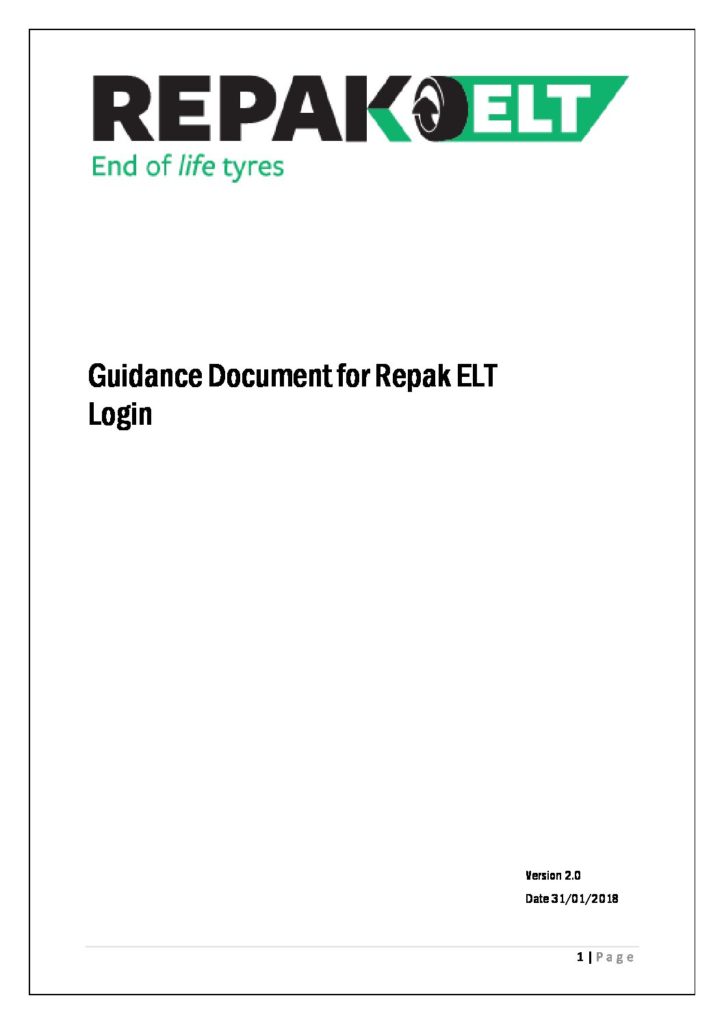 REPAK ELT
End of life tyres
Guidance Document for Repak ELT
Login
Version 2.0
Date 31/01/2018
1 | Page